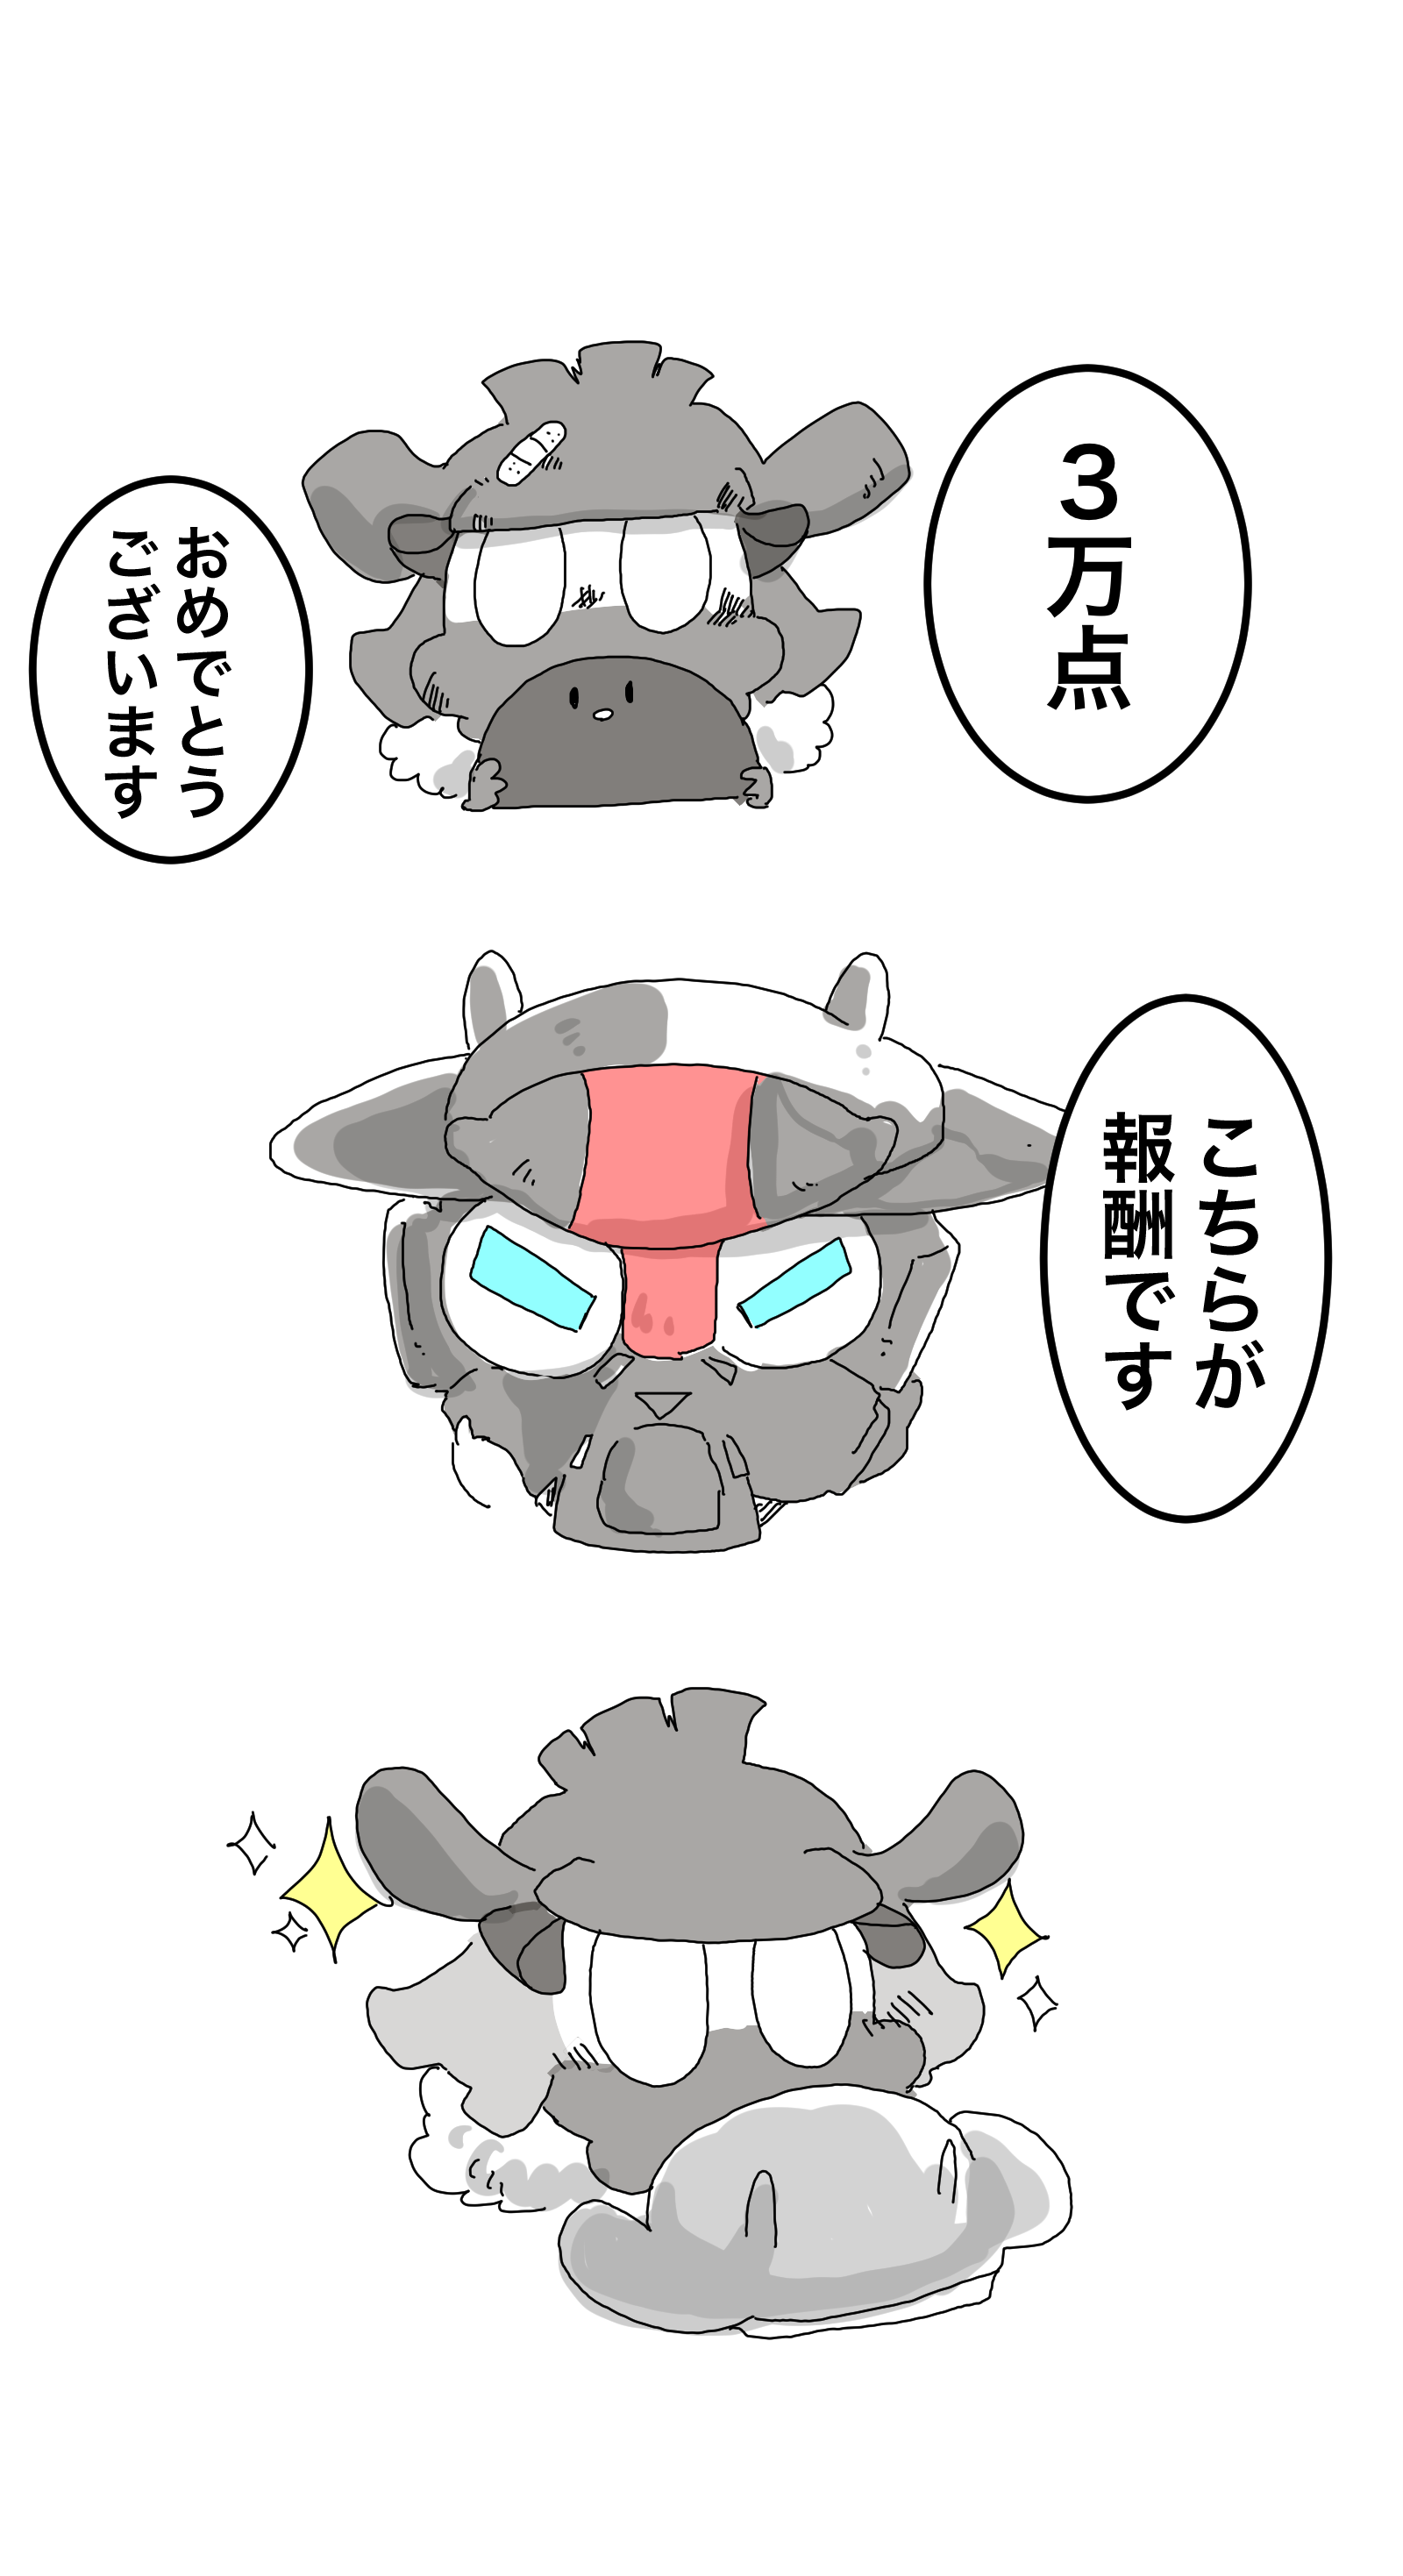 3万点
おめでとう
ございます
こちらが
報酬です